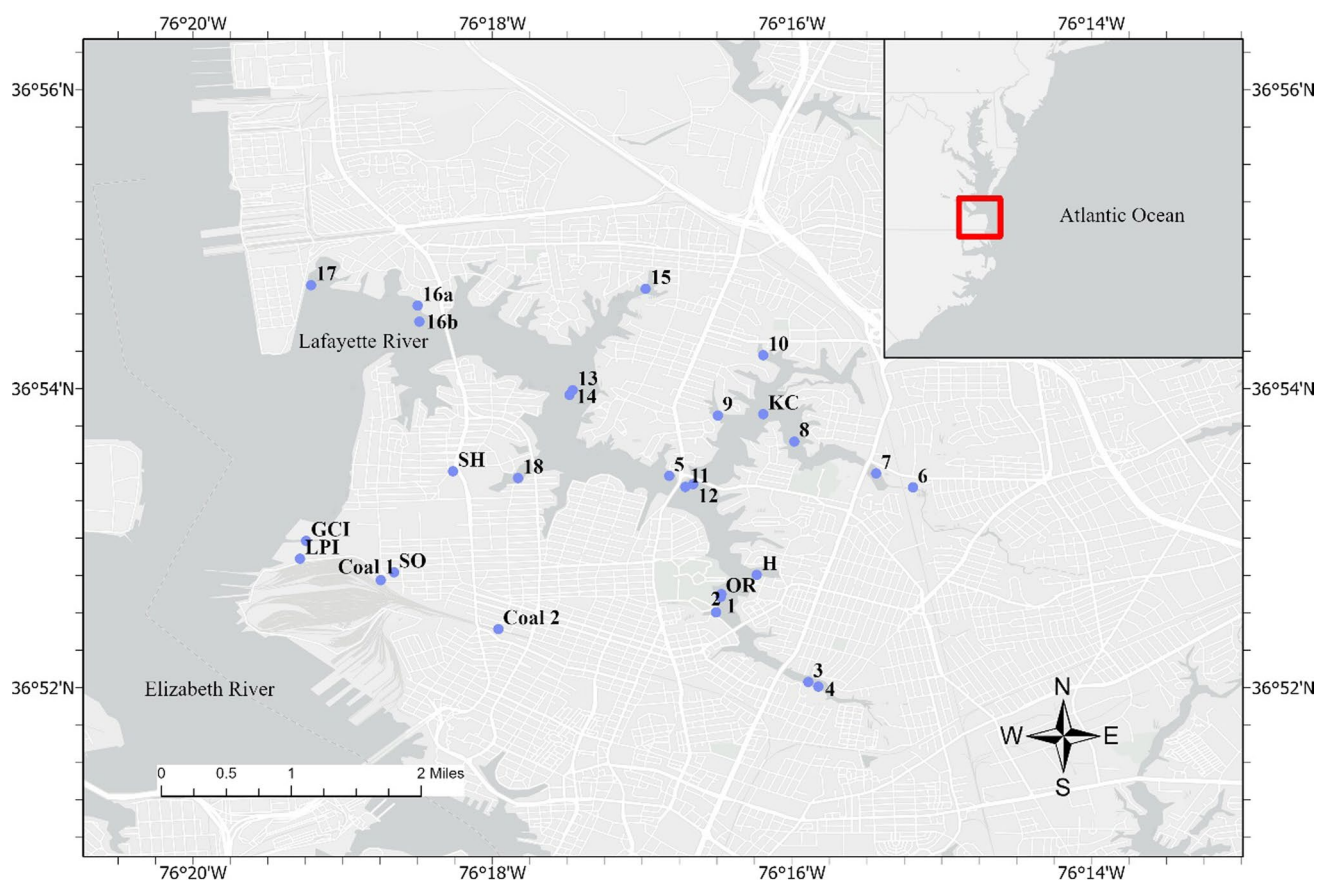 76°20'W 76°18'W 76°16'W 76°14'W
36°56'N 36°56'N
Atlantic Ocean
17
15
16a
16b
Lafayette River
10
13
14
36°54'N 36°54'N
9
KC
8
SH
18
5
11
12
7
6
GCI
LPI
Coal 1
SO
H
OR
2
1
Coal 2
3
4
36°52'N 36°52'N
Elizabeth River
N
W E
S
0 0.5 1 2 Miles
76°20'W 76°18'W 76°16'W 76°14'W